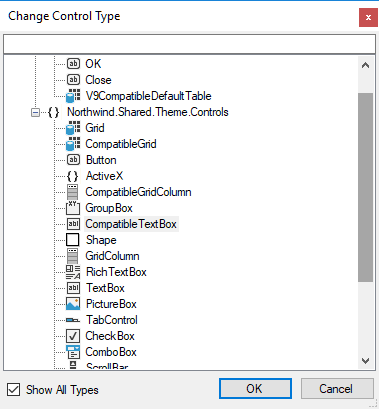 Change Control Type
x
OK
Close
V9CompatibleDefaultTable
{ } Northwind.Shared.Theme.Controls
Grid
CompatibleGrid
Button
{ } ActiveX
CompatibleGridColumn
GroupBox
CompatibleTextBox
Shape
GridColumn
RichTextBox
TextBox
PictureBox
TabControl
CheckBox
ComboBox
ScrollBar
Show All Types
OK
Cancel